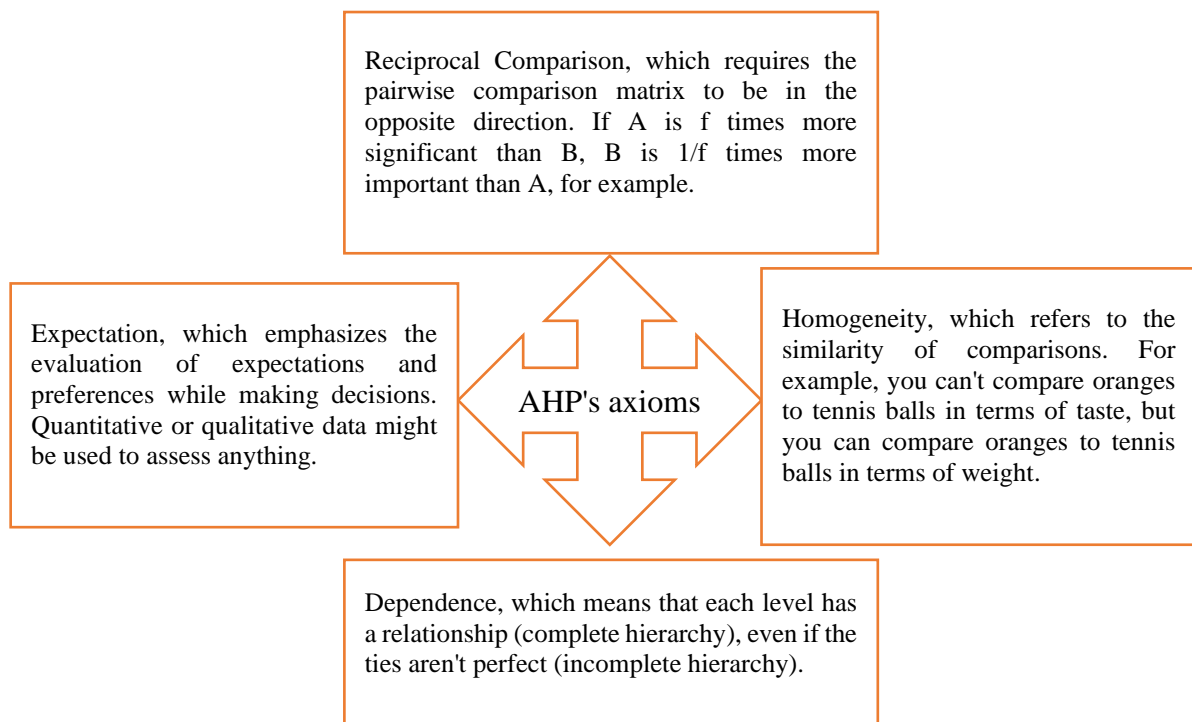 Reciprocal Comparison, which requires the
pairwise comparison matrix to be in the
opposite direction. If A is f times more
significant than B, B is 1/f times more
important than A, for example.
Expectation, which emphasizes the
evaluation of expectations and
preferences while making decisions.
Quantitative or qualitative data might
be used to assess anything.
AHP's axioms
Homogeneity, which refers to the
similarity of comparisons. For
example, you can't compare oranges
to tennis balls in terms of taste, but
you can compare oranges to tennis
balls in terms of weight.
Dependence, which means that each level has
a relationship (complete hierarchy), even if the
ties aren't perfect (incomplete hierarchy).